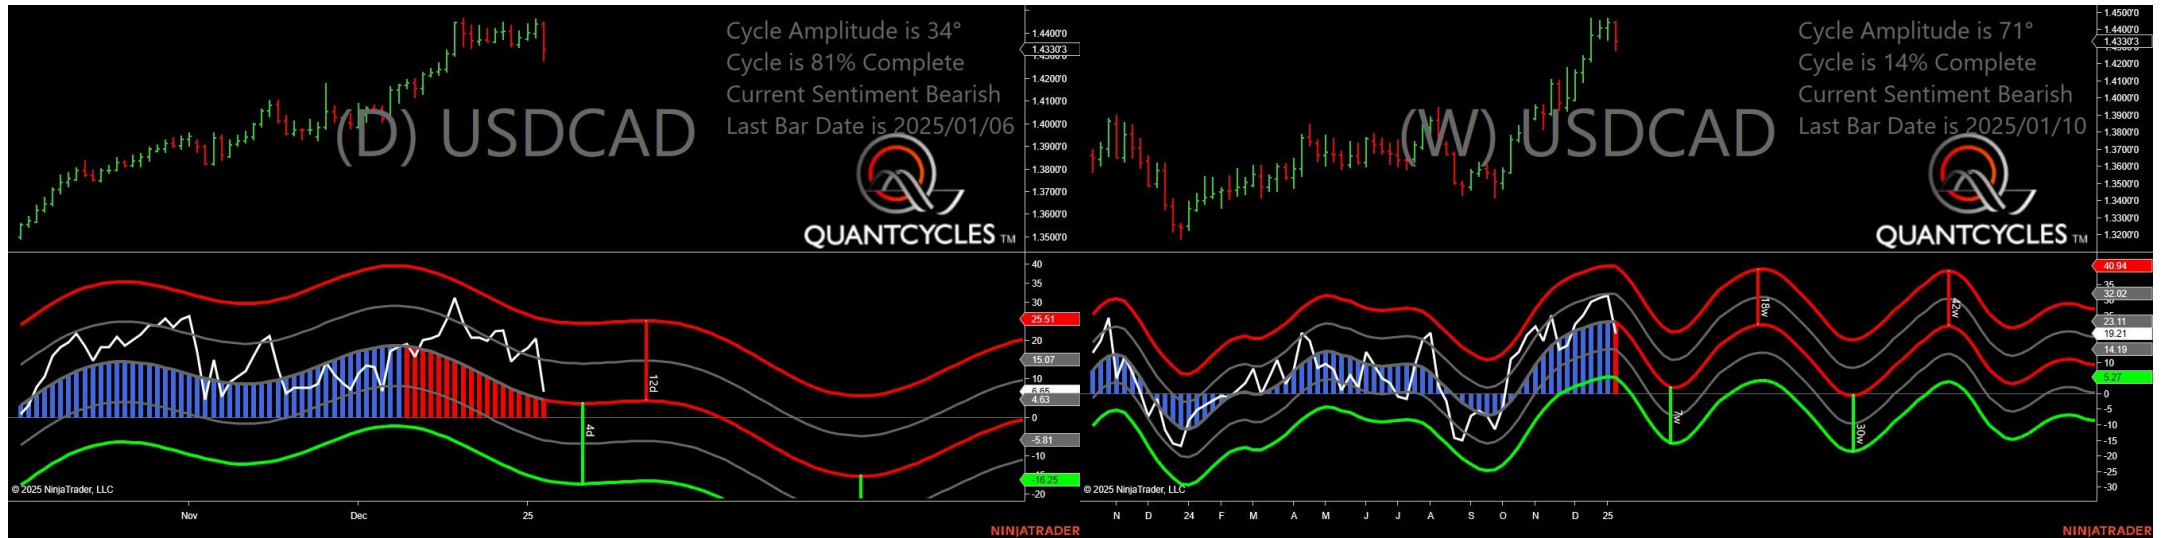 Cycle Amplitude is 34°
Cycle is 81% Complete
Current Sentiment Bearish
Last Bar Date is 2025/01/06
(D) USDCAD
QUANTCYCLES TM
1.4400'0
1.4330'3
1.4200'0
1.4100'0
1.4000'0
1.3900'0
1.3800'0
1.3700'0
1.3600'0
1.3500'0
40
35
30
25.51
20
15.07
10
6.65
4.63
0
-5.81
-10
-16.25
-20
12d
4d
© 2025 NinjaTrader, LLC
Nov
Dec
25
NINJATRADER
Cycle Amplitude is 71°
Cycle is 14% Complete
Current Sentiment Bearish
Last Bar Date is 2025/01/10
(W) USDCAD
QUANTCYCLES TM
1.4500'0
1.4400'0
1.4330'3
1.4200'0
1.4100'0
1.4000'0
1.3900'0
1.3800'0
1.3700'0
1.3600'0
1.3500'0
1.3400'0
1.3300'0
1.3200'0
40.94
35
32.02
23.11
19.21
14.19
10
5.27
0
-5
-10
-15
-20
-25
-30
18w
42w
7w
30w
© 2025 NinjaTrader, LLC
N D 24 F M A M J J A S O N D 25
NINJATRADER